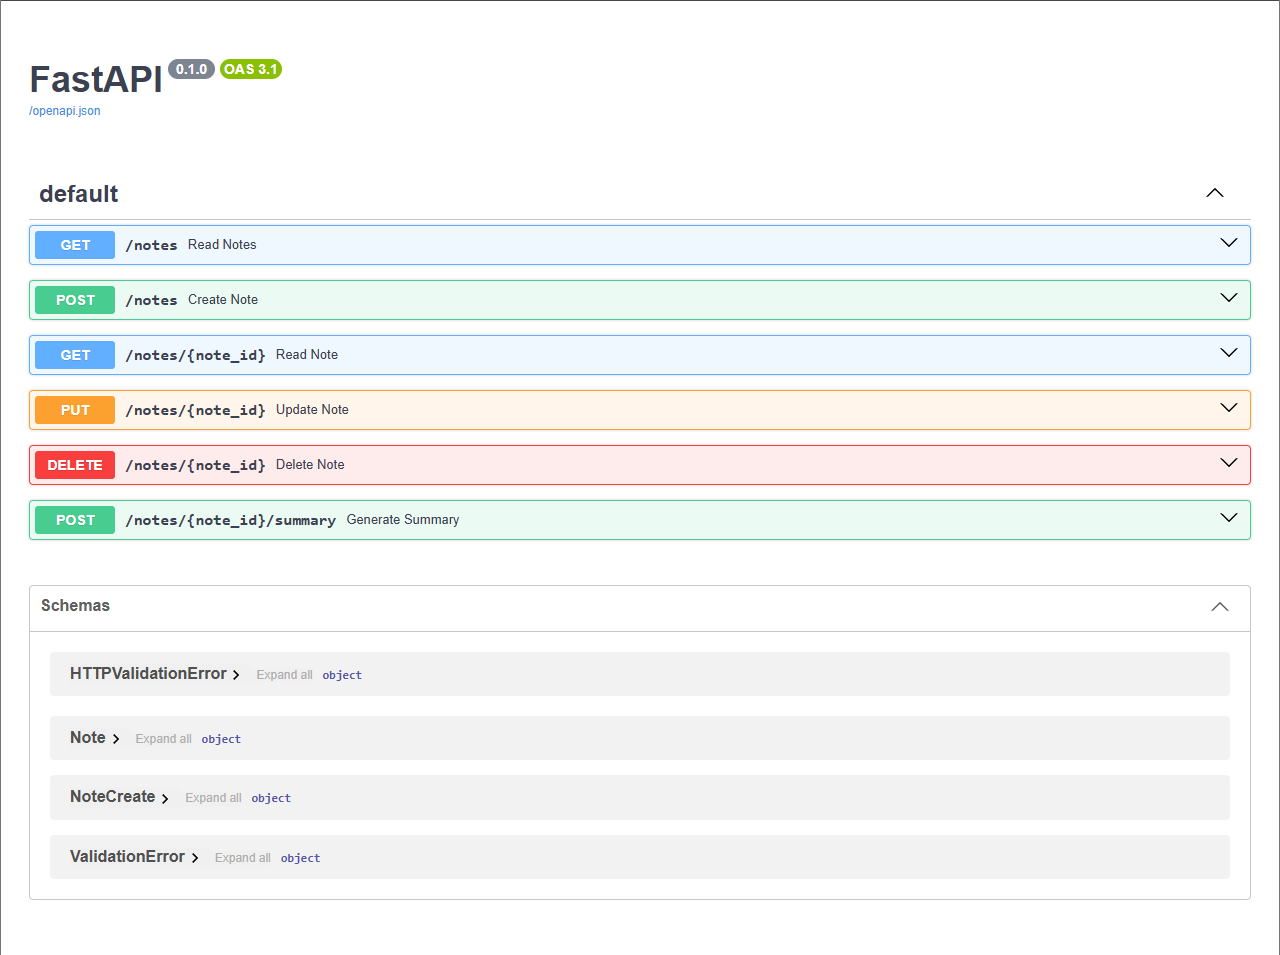 FastAPI 0.1.0 OAS 3.1
/openapi.json
default
GET /notes Read Notes
POST /notes Create Note
GET /notes/{note_id} Read Note
PUT /notes/{note_id} Update Note
DELETE /notes/{note_id} Delete Note
POST /notes/{note_id}/summary Generate Summary
Schemas
HTTPValidationError Expand all object
Note Expand all object
NoteCreate Expand all object
ValidationError Expand all object